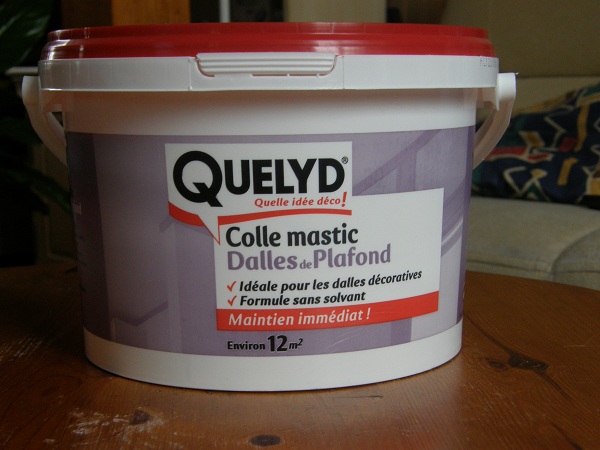 QUELYD®
Quelle idée déco!
Colle mastic
Dalles de Plafond
✓ Idéale pour les dalles décoratives
✓ Formule sans solvant
Maintien immédiat !
Environ 12 m²